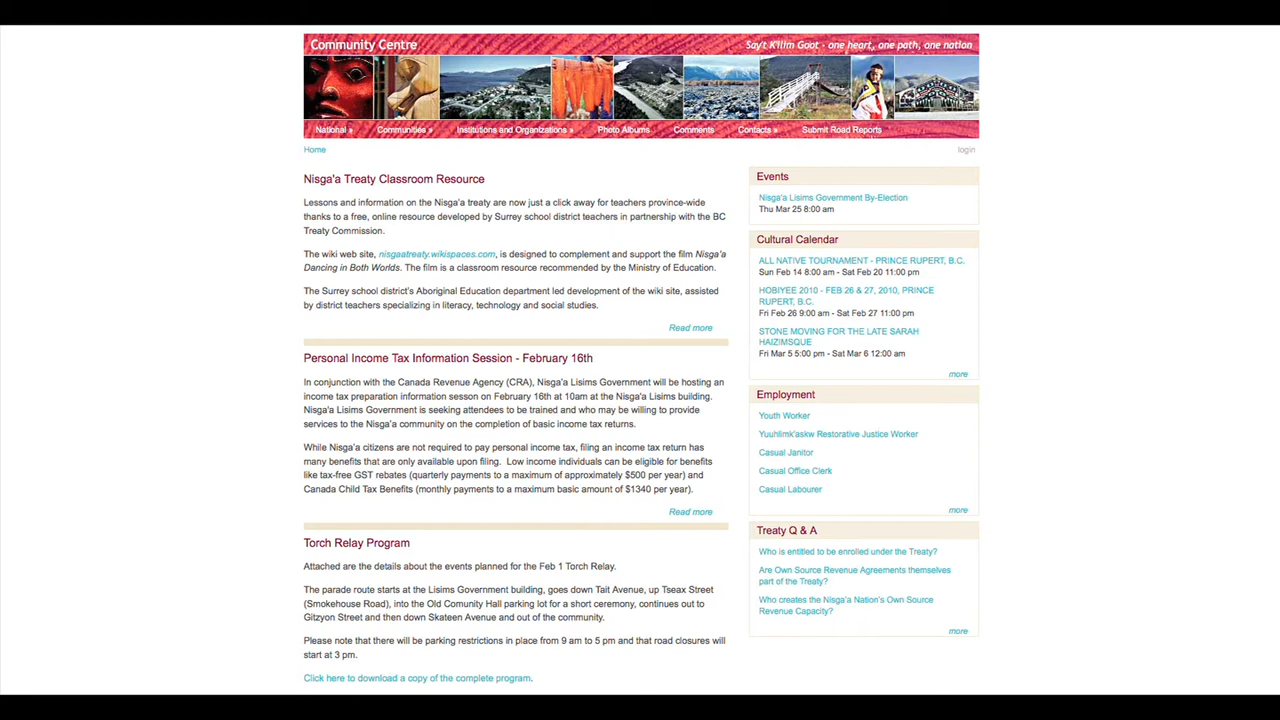 Community Centre
Say't K'ilim Goot - one heart, one path, one nation
National »
Communities »
Institutions and Organizations »
Photo Albums
Comments
Contacts »
Submit Road Reports
Home
login
Nisga'a Treaty Classroom Resource
Lessons and information on the Nisga'a treaty are now just a click away for teachers province-wide
thanks to a free, online resource developed by Surrey school district teachers in partnership with the BC
Treaty Commission.
The wiki web site, nisgaatreaty.wikispaces.com, is designed to complement and support the film Nisga'a
Dancing in Both Worlds. The film is a classroom resource recommended by the Ministry of Education.
The Surrey school district's Aboriginal Education department led development of the wiki site, assisted
by district teachers specializing in literacy, technology and social studies.
Read more
Personal Income Tax Information Session - February 16th
In conjunction with the Canada Revenue Agency (CRA), Nisga'a Lisims Government will be hosting an
income tax preparation information sesson on February 16th at 10am at the Nisga'a Lisims building.
Nisga'a Lisims Government is seeking attendees to be trained and who may be willing to provide
services to the Nisga'a community on the completion of basic income tax returns.
While Nisga'a citizens are not required to pay personal income tax, filing an income tax return has
many benefits that are only available upon filing. Low income individuals can be eligible for benefits
like tax-free GST rebates (quarterly payments to a maximum of approximately $500 per year) and
Canada Child Tax Benefits (monthly payments to a maximum basic amount of $1340 per year).
Read more
Torch Relay Program
Attached are the details about the events planned for the Feb 1 Torch Relay.
The parade route starts at the Lisims Government building, goes down Tait Avenue, up Tseax Street
(Smokehouse Road), into the Old Comunity Hall parking lot for a short ceremony, continues out to
Gitzyon Street and then down Skateen Avenue and out of the community.
Please note that there will be parking restrictions in place from 9 am to 5 pm and that road closures will
start at 3 pm.
Click here to download a copy of the complete program.
Events
Nisga'a Lisims Government By-Election
Thu Mar 25 8:00 am
Cultural Calendar
ALL NATIVE TOURNAMENT - PRINCE RUPERT, B.C.
Sun Feb 14 8:00 am - Sat Feb 20 11:00 pm
HOBIYEE 2010 - FEB 26 & 27, 2010, PRINCE
RUPERT, B.C.
Fri Feb 26 9:00 am - Sat Feb 27 11:00 pm
STONE MOVING FOR THE LATE SARAH
HAIZIMSQUE
Fri Mar 5 5:00 pm - Sat Mar 6 12:00 am
more
Employment
Youth Worker
Yuuhlimk'askw Restorative Justice Worker
Casual Janitor
Casual Office Clerk
Casual Labourer
more
Treaty Q & A
Who is entitled to be enrolled under the Treaty?
Are Own Source Revenue Agreements themselves
part of the Treaty?
Who creates the Nisga'a Nation's Own Source
Revenue Capacity?
more